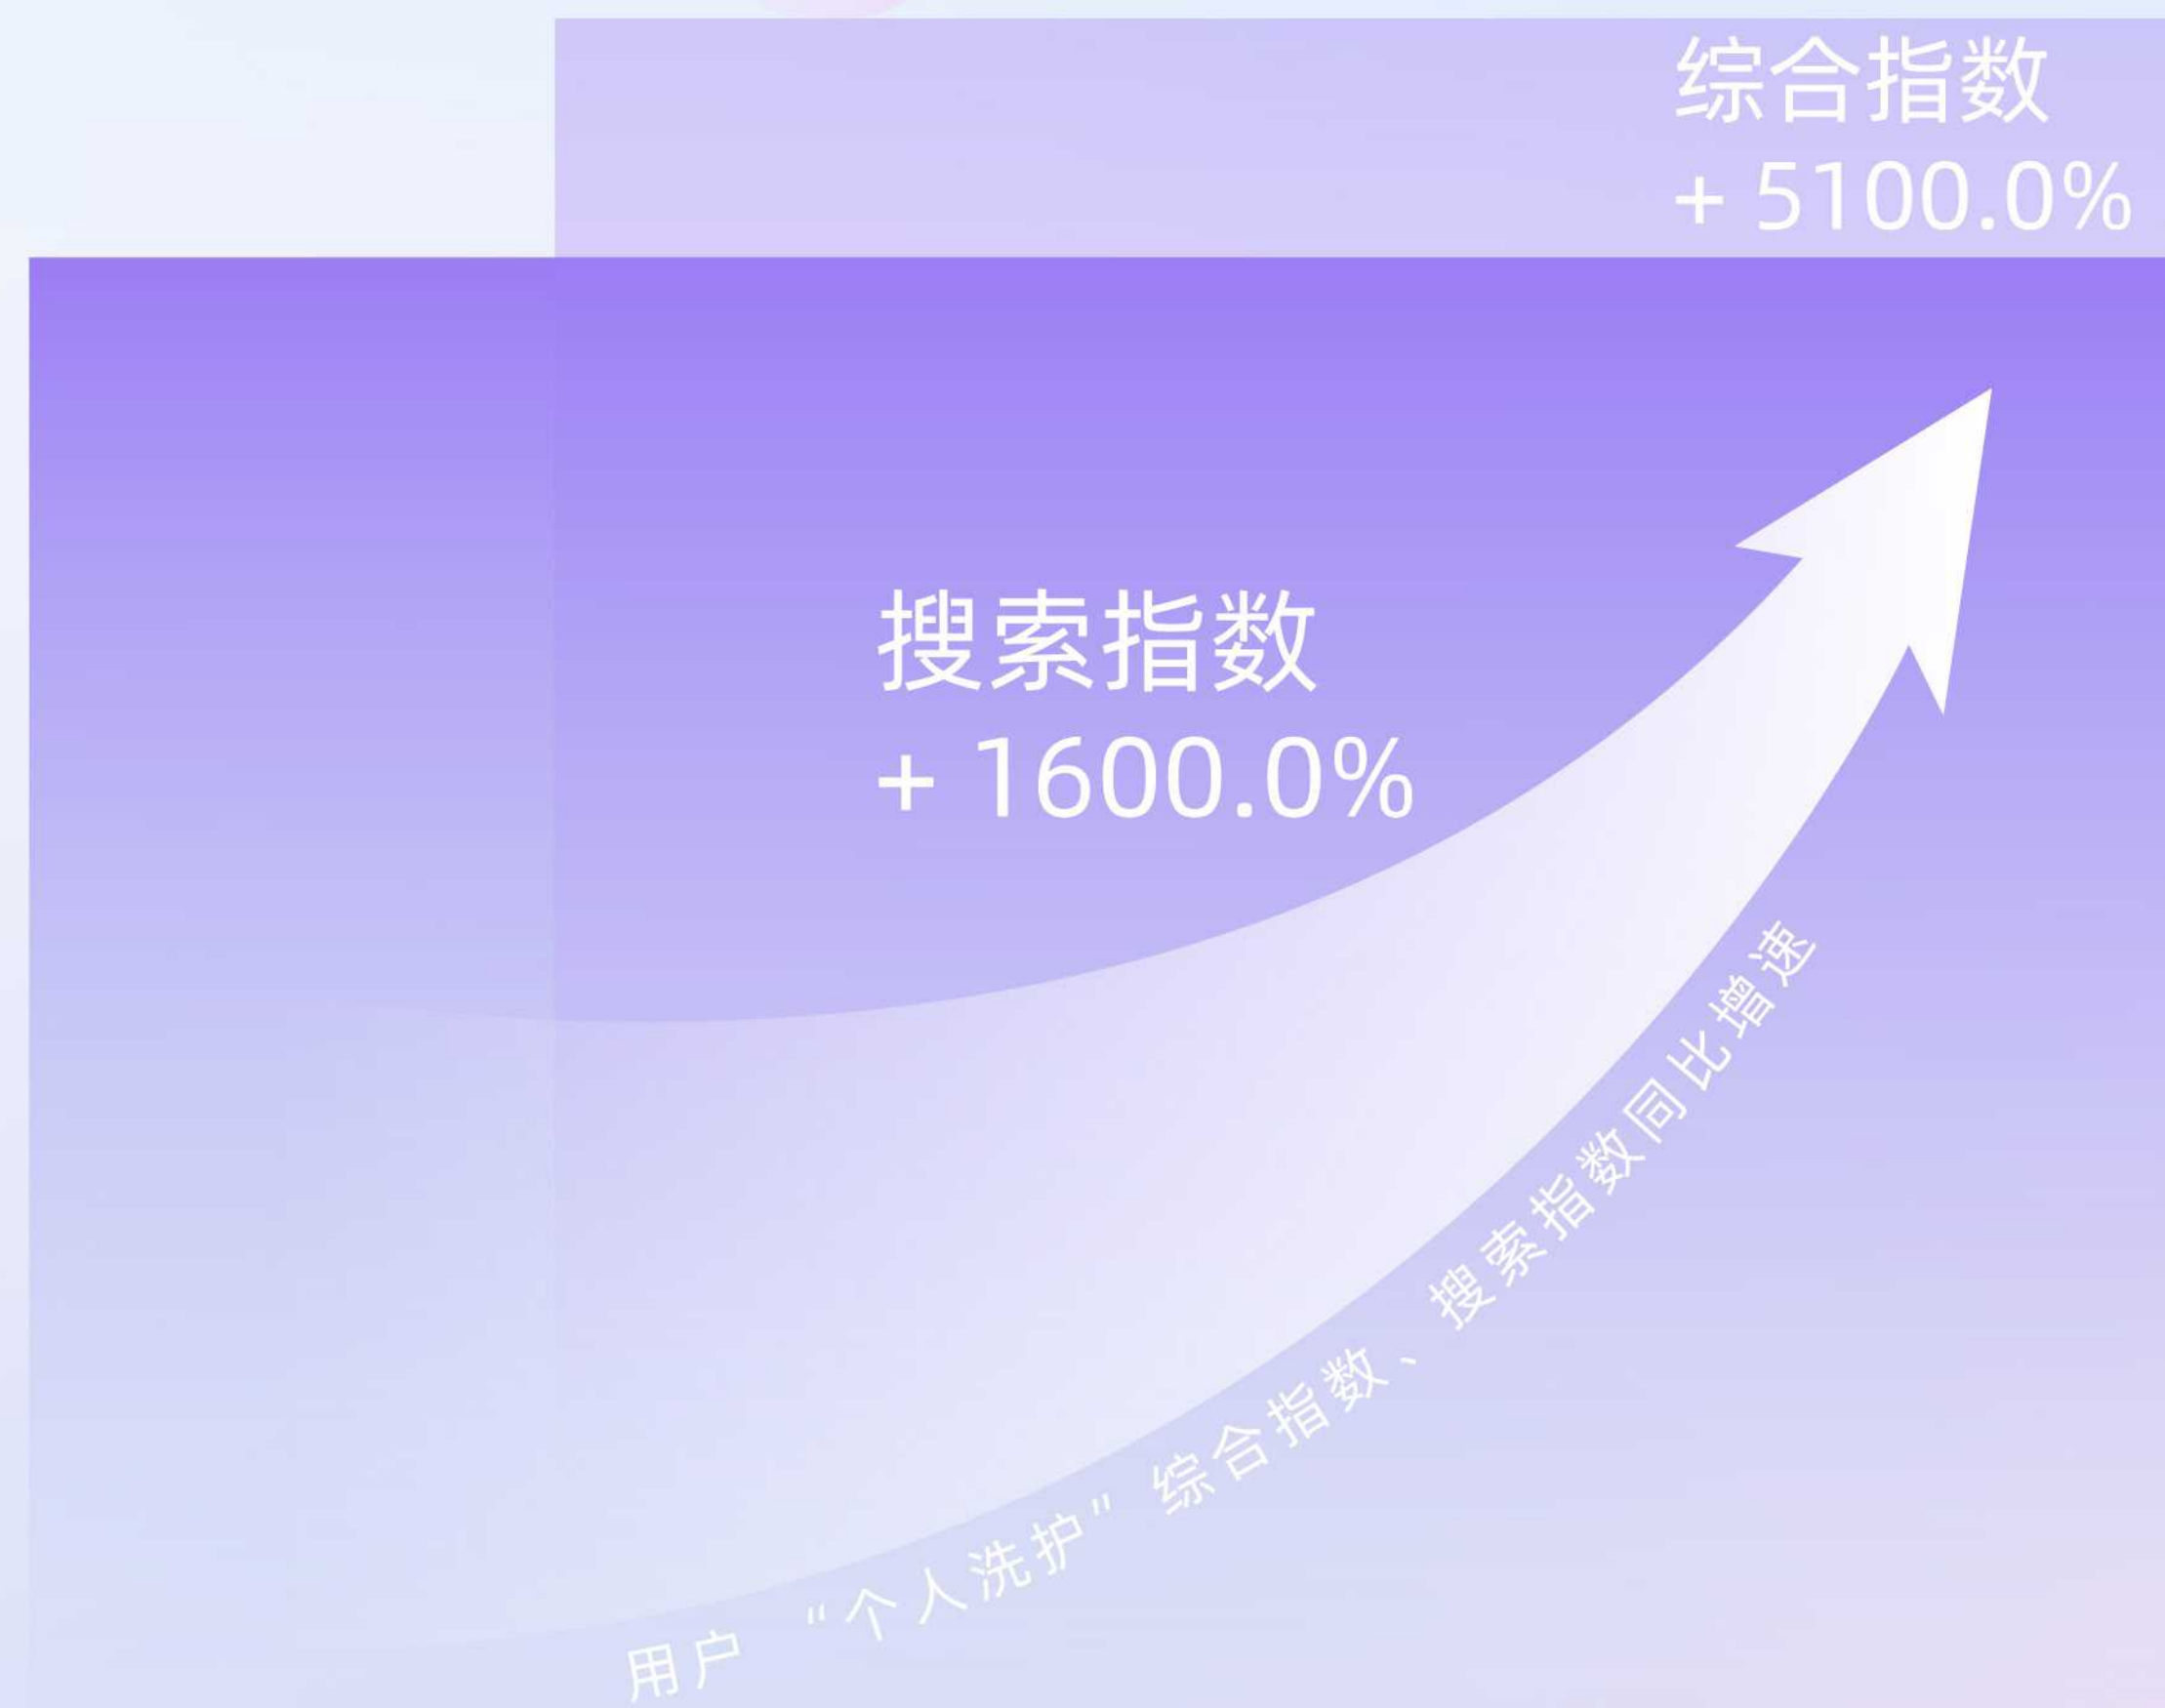 综合指数
+ 5100.0%
搜索指数
+ 1600.0%
用户 “个人洗护” 综合指数、搜索指数同比增速